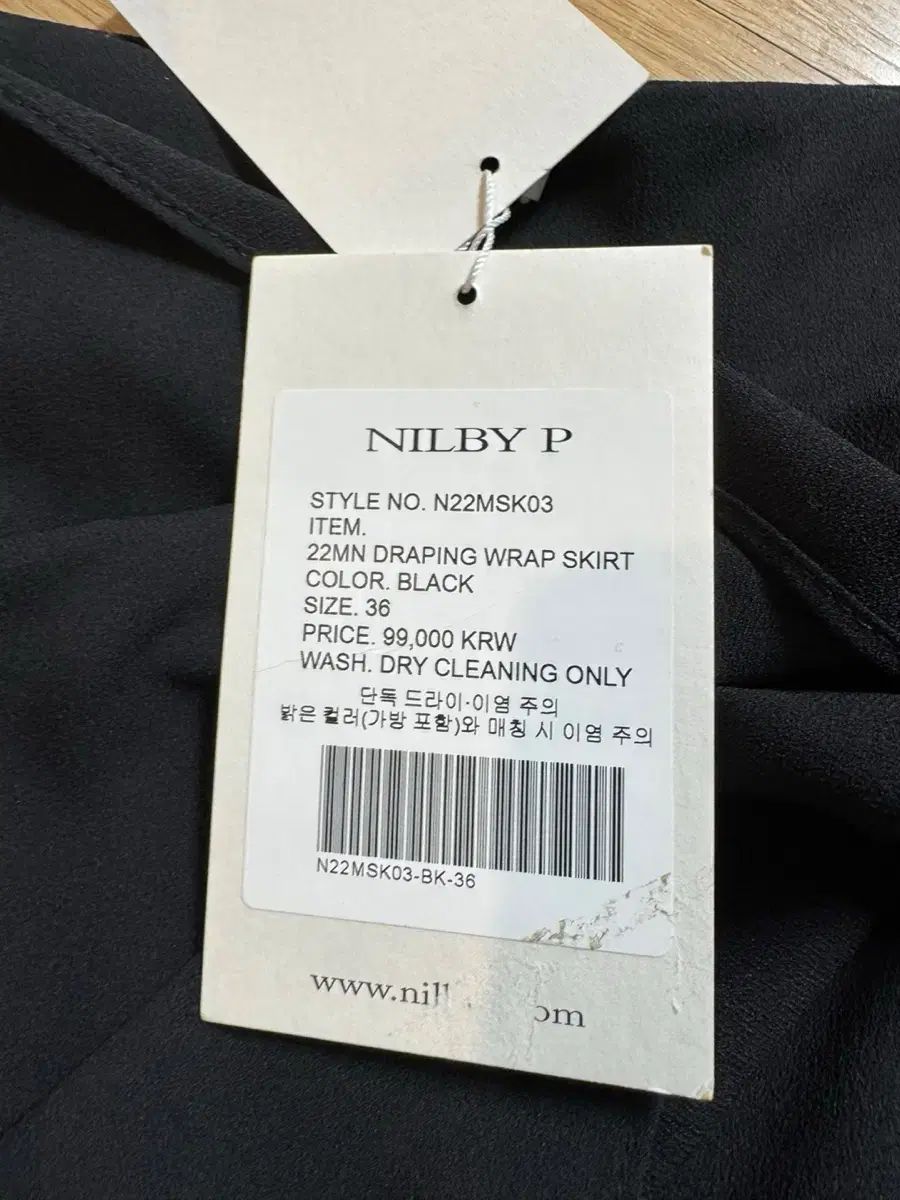 NILBY P
STYLE NO. N22MSK03
ITEM.
22MN DRAPING WRAP SKIRT
COLOR. BLACK
SIZE. 36
PRICE. 99,000 KRW
WASH. DRY CLEANING ONLY
단독 드라이·이염 주의
밝은 컬러(가방 포함)와 매칭 시 이염 주의
N22MSK03-BK-36